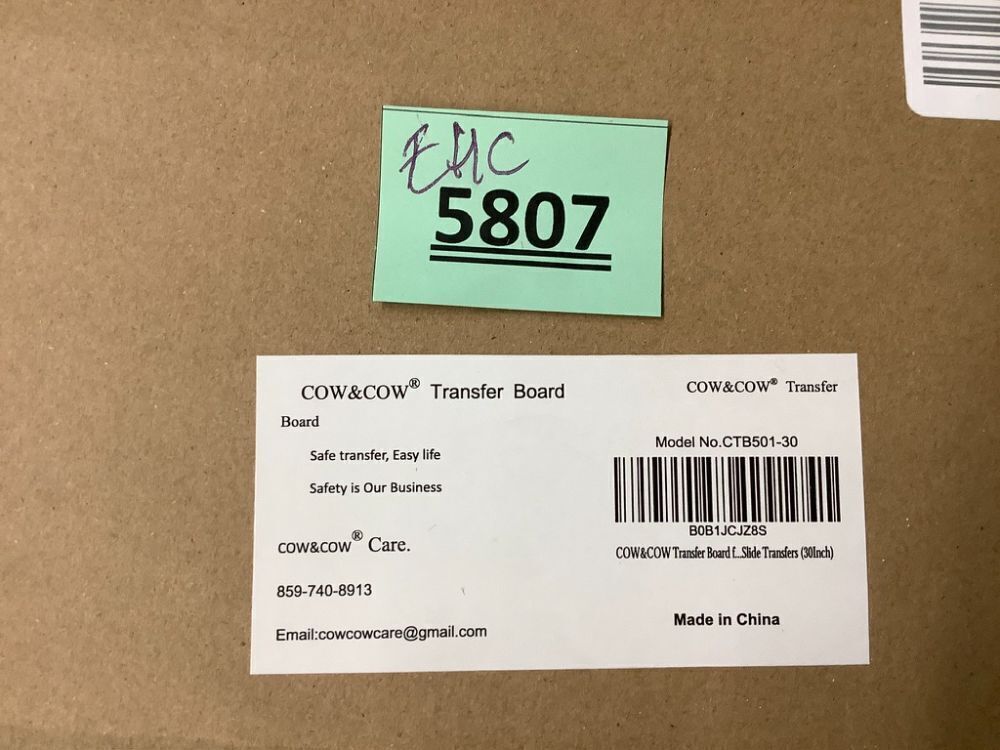 EHC
5807
COW&COW® Transfer Board
COW&COW® Transfer
Board
Model No.CTB501-30
Safe transfer, Easy life
Safety is Our Business
B0B1JCJZ8S
COW&COW® Care.
COW&COW Transfer Board f...Slide Transfers (30Inch)
859-740-8913
Made in China
Email:cowcowcare@gmail.com